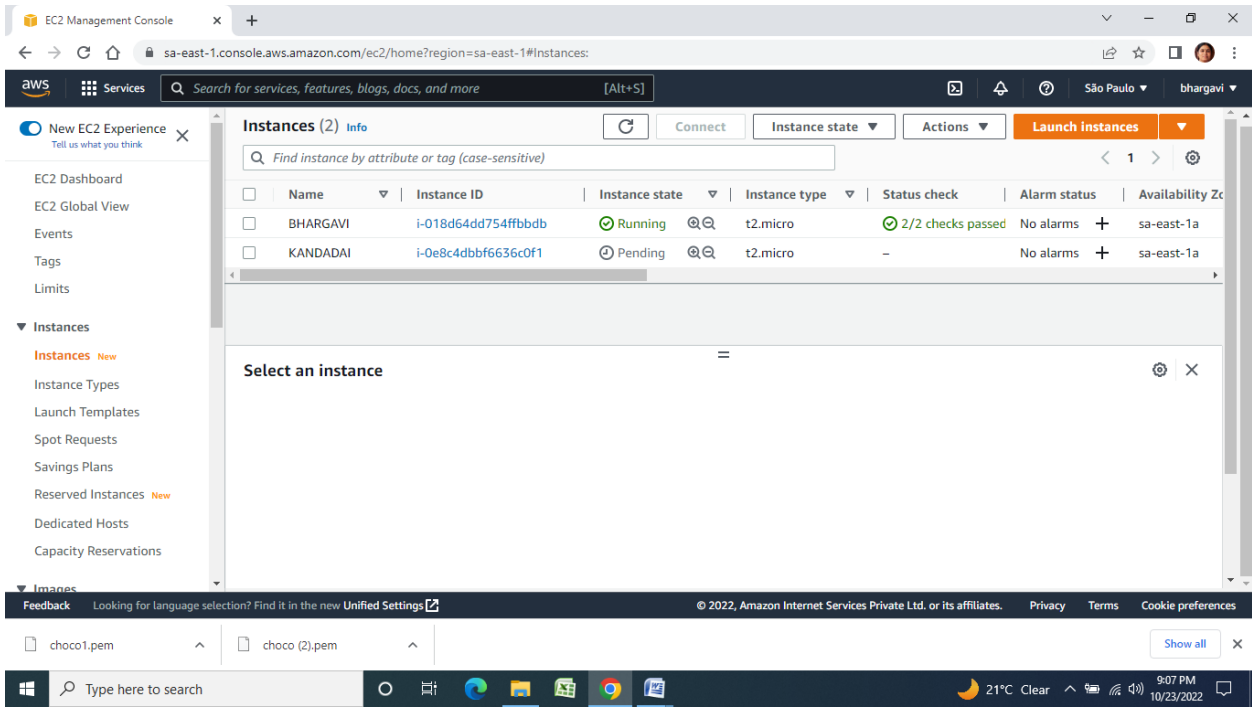 EC2 Management Console
sa-east-1.console.aws.amazon.com/ec2/home?region=sa-east-1#Instances:
aws Services Search for services, features, blogs, docs, and more [Alt+S] São Paulo bhargavi
New EC2 Experience
Tell us what you think
EC2 Dashboard
EC2 Global View
Events
Tags
Limits
Instances
Instances New
Instance Types
Launch Templates
Spot Requests
Savings Plans
Reserved Instances New
Dedicated Hosts
Capacity Reservations
Images
Instances (2) Info Connect Instance state Actions Launch instances
Find instance by attribute or tag (case-sensitive) 1
Name Instance ID Instance state Instance type Status check Alarm status Availability Zo
BHARGAVI i-018d64dd754ffbbdb Running t2.micro 2/2 checks passed No alarms + sa-east-1a
KANDADAI i-0e8c4dbbf6636c0f1 Pending t2.micro – No alarms + sa-east-1a
Select an instance
Feedback Looking for language selection? Find it in the new Unified Settings © 2022, Amazon Internet Services Private Ltd. or its affiliates. Privacy Terms Cookie preferences
choco1.pem choco (2).pem Show all
Type here to search 21°C Clear 9:07 PM
10/23/2022